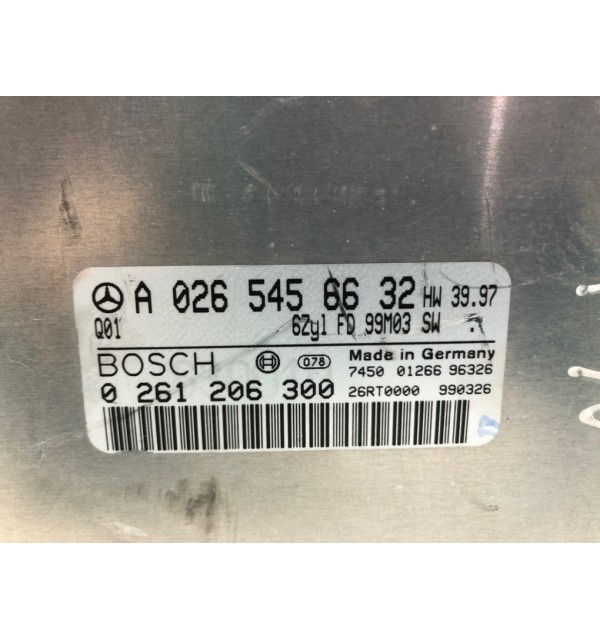 A 026 545 66 32 HW 39.97
Q01 6Zyl FD 99M03 SW
BOSCH 078 Made in Germany
7450 01266 96326
0 261 206 300 26RT0000 990326